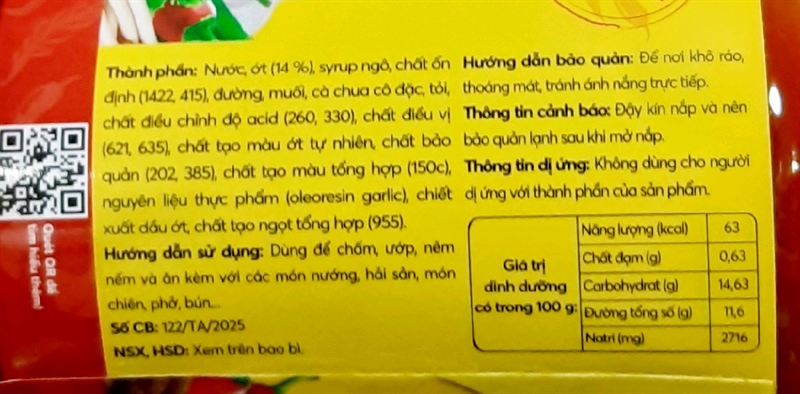 Thành phần: Nước, ớt (14 %), syrup ngô, chất ổn
định (1422, 415), đường, muối, cà chua cô đặc, tỏi,
chất điều chỉnh độ acid (260, 330), chất điều vị
(621, 635), chất tạo màu ớt tự nhiên, chất bảo
quản (202, 385), chất tạo màu tổng hợp (150c),
nguyên liệu thực phẩm (oleoresin garlic), chiết
xuất dầu ớt, chất tạo ngọt tổng hợp (955).
Hướng dẫn sử dụng: Dùng để chấm, ướp, nêm
nếm và ăn kèm với các món nướng, hải sản, món
chiên, phở, bún...
Số CB: 122/TA/2025
NSX, HSD: Xem trên bao bì.
Hướng dẫn bảo quản: Để nơi khô ráo,
thoáng mát, tránh ánh nắng trực tiếp.
Thông tin cảnh báo: Đậy kín nắp và nên
bảo quản lạnh sau khi mở nắp.
Thông tin dị ứng: Không dùng cho người
dị ứng với thành phần của sản phẩm.
Giá trị
dinh dưỡng
có trong 100 g:
Năng lượng (kcal) 63
Chất đạm (g) 0,63
Carbohydrat (g) 14,63
Đường tổng số (g) 11,6
Natri (mg) 2716
Quét QR để
tìm hiểu thêm!